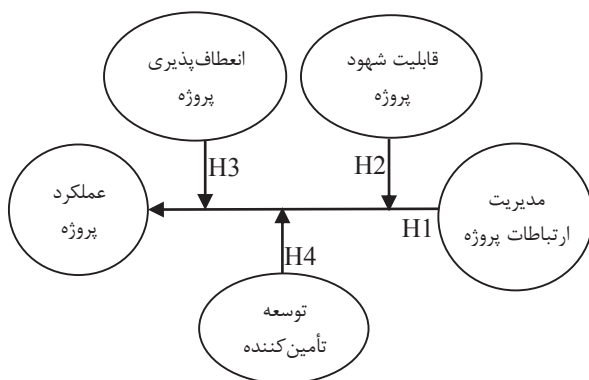 قابلیت شهود
پروژه
انعطاف‌پذیری
پروژه
H2
H3
مدیریت
ارتباطات پروژه
H1
عملکرد
پروژه
H4
توسعه
تأمین‌کننده